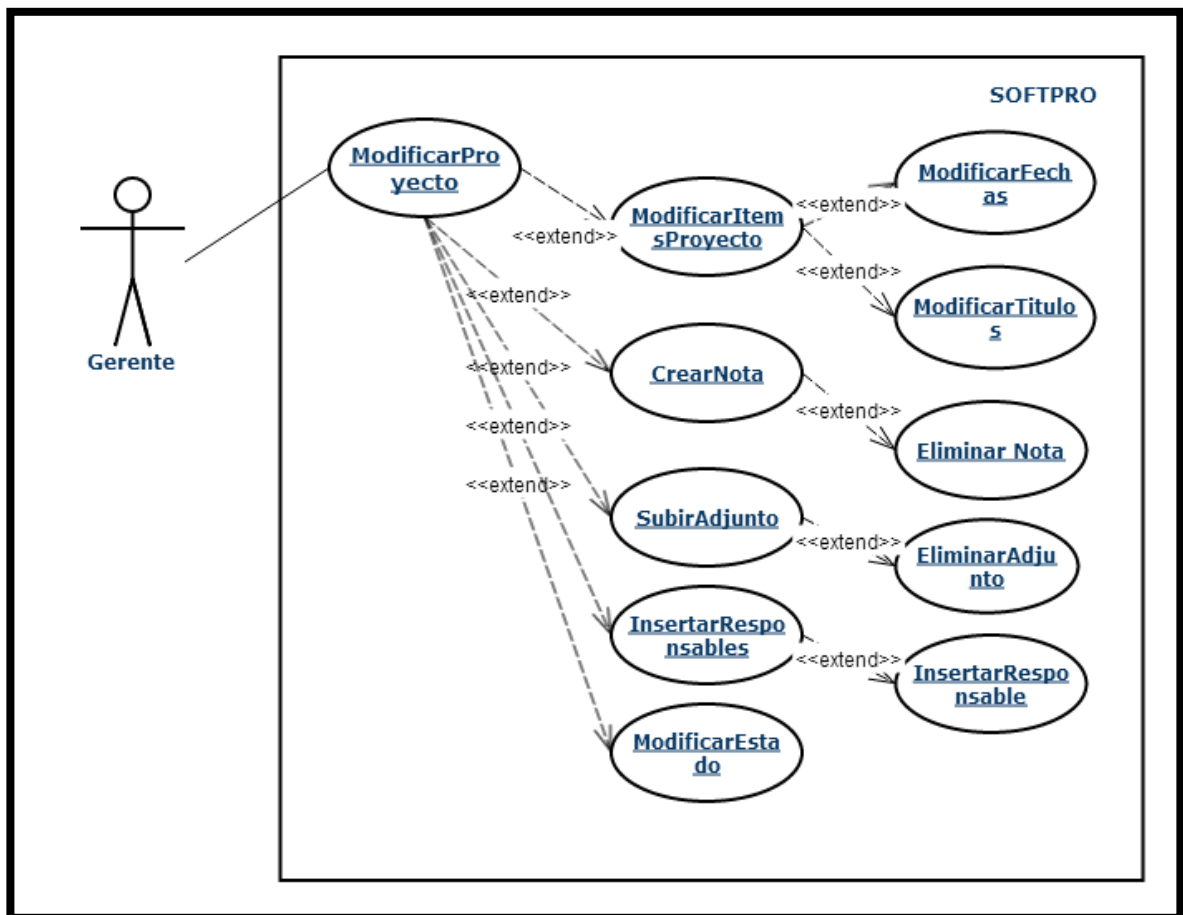 SOFTPRO
ModificarPro
yecto
ModificarFech
as
<<extend>>
ModificarItem
sProyecto
<<extend>>
<<extend>>
ModificarTitulo
s
<<extend>>
Gerente
<<extend>>
CrearNota
<<extend>>
<<extend>>
Eliminar Nota
<<extend>>
SubirAdjunto
<<extend>>
EliminarAdju
nto
InsertarRespo
nsables
<<extend>>
InsertarRespo
nsable
ModificarEsta
do